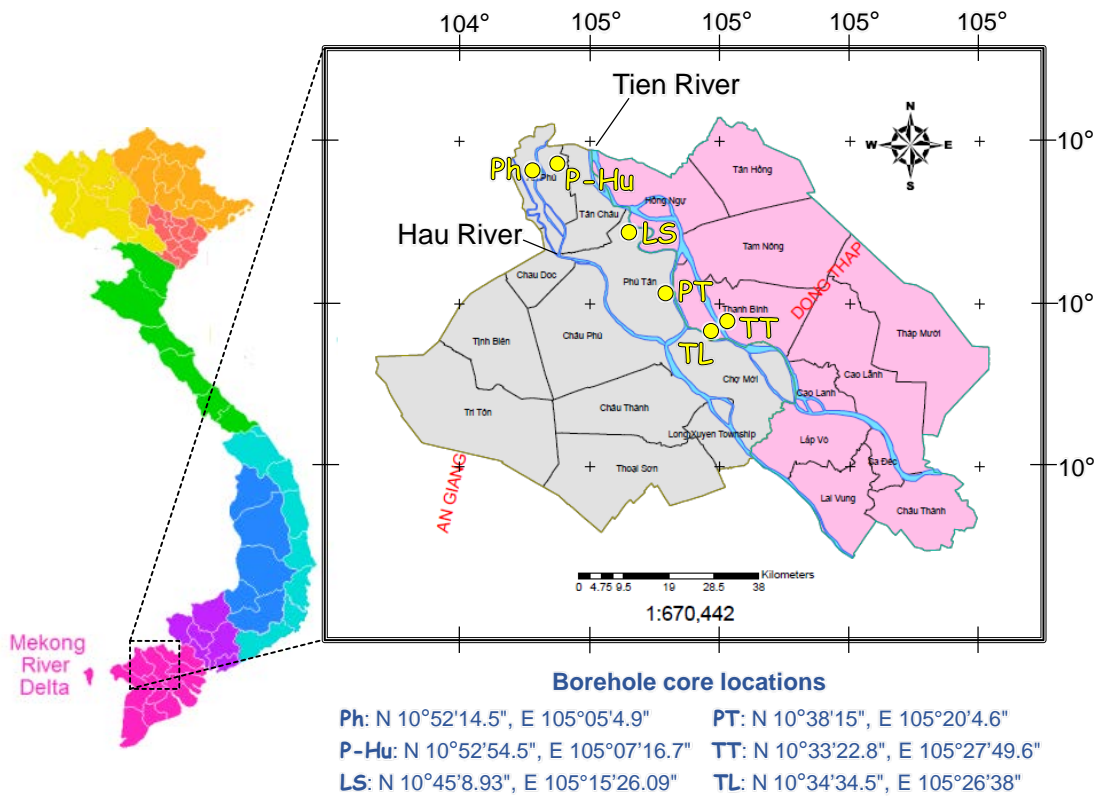 104° 105° 105° 105° 105°
Tien River
N
W E
S
10°
Tân Hồng
Ph P-Hu
Phú
Hồng Ngự
Tân Châu
LS
Hau River
Tam Nông
DONG THAP
Chau Doc
Phú Tân
PT
10°
Thanh Bình
TT
Tháp Mười
Châu Phú
Tịnh Biên
TL
Chợ Mới
Cao Lãnh
Cao Lanh
Tri Tôn
Châu Thành
Long Xuyen Township
Lấp Vò
Sa Đéc
10°
Thoại Sơn
AN GIANG
Lai Vung
Châu Thành
Kilometers
0 4.75 9.5 19 28.5 38
1:670,442
Mekong
River
Delta
Borehole core locations
Ph: N 10°52'14.5", E 105°05'4.9" PT: N 10°38'15", E 105°20'4.6"
P-Hu: N 10°52'54.5", E 105°07'16.7" TT: N 10°33'22.8", E 105°27'49.6"
LS: N 10°45'8.93", E 105°15'26.09" TL: N 10°34'34.5", E 105°26'38"